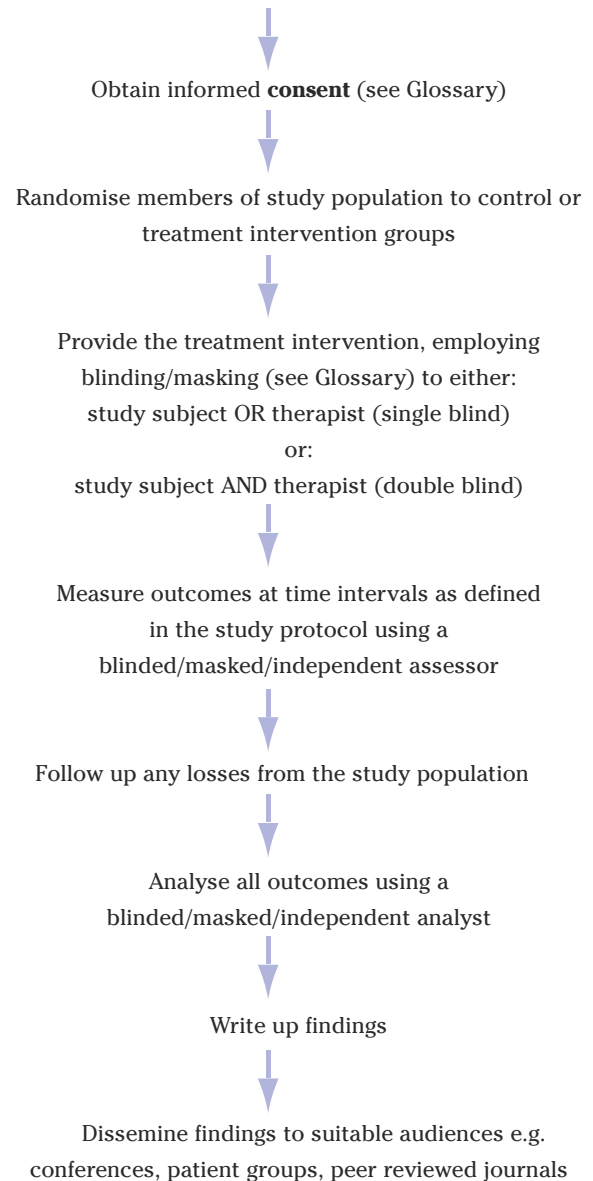 Obtain informed consent (see Glossary)
Randomise members of study population to control or
treatment intervention groups
Provide the treatment intervention, employing
blinding/masking (see Glossary) to either:
study subject OR therapist (single blind)
or:
study subject AND therapist (double blind)
Measure outcomes at time intervals as defined
in the study protocol using a
blinded/masked/independent assessor
Follow up any losses from the study population
Analyse all outcomes using a
blinded/masked/independent analyst
Write up findings
Dissemine findings to suitable audiences e.g.
conferences, patient groups, peer reviewed journals